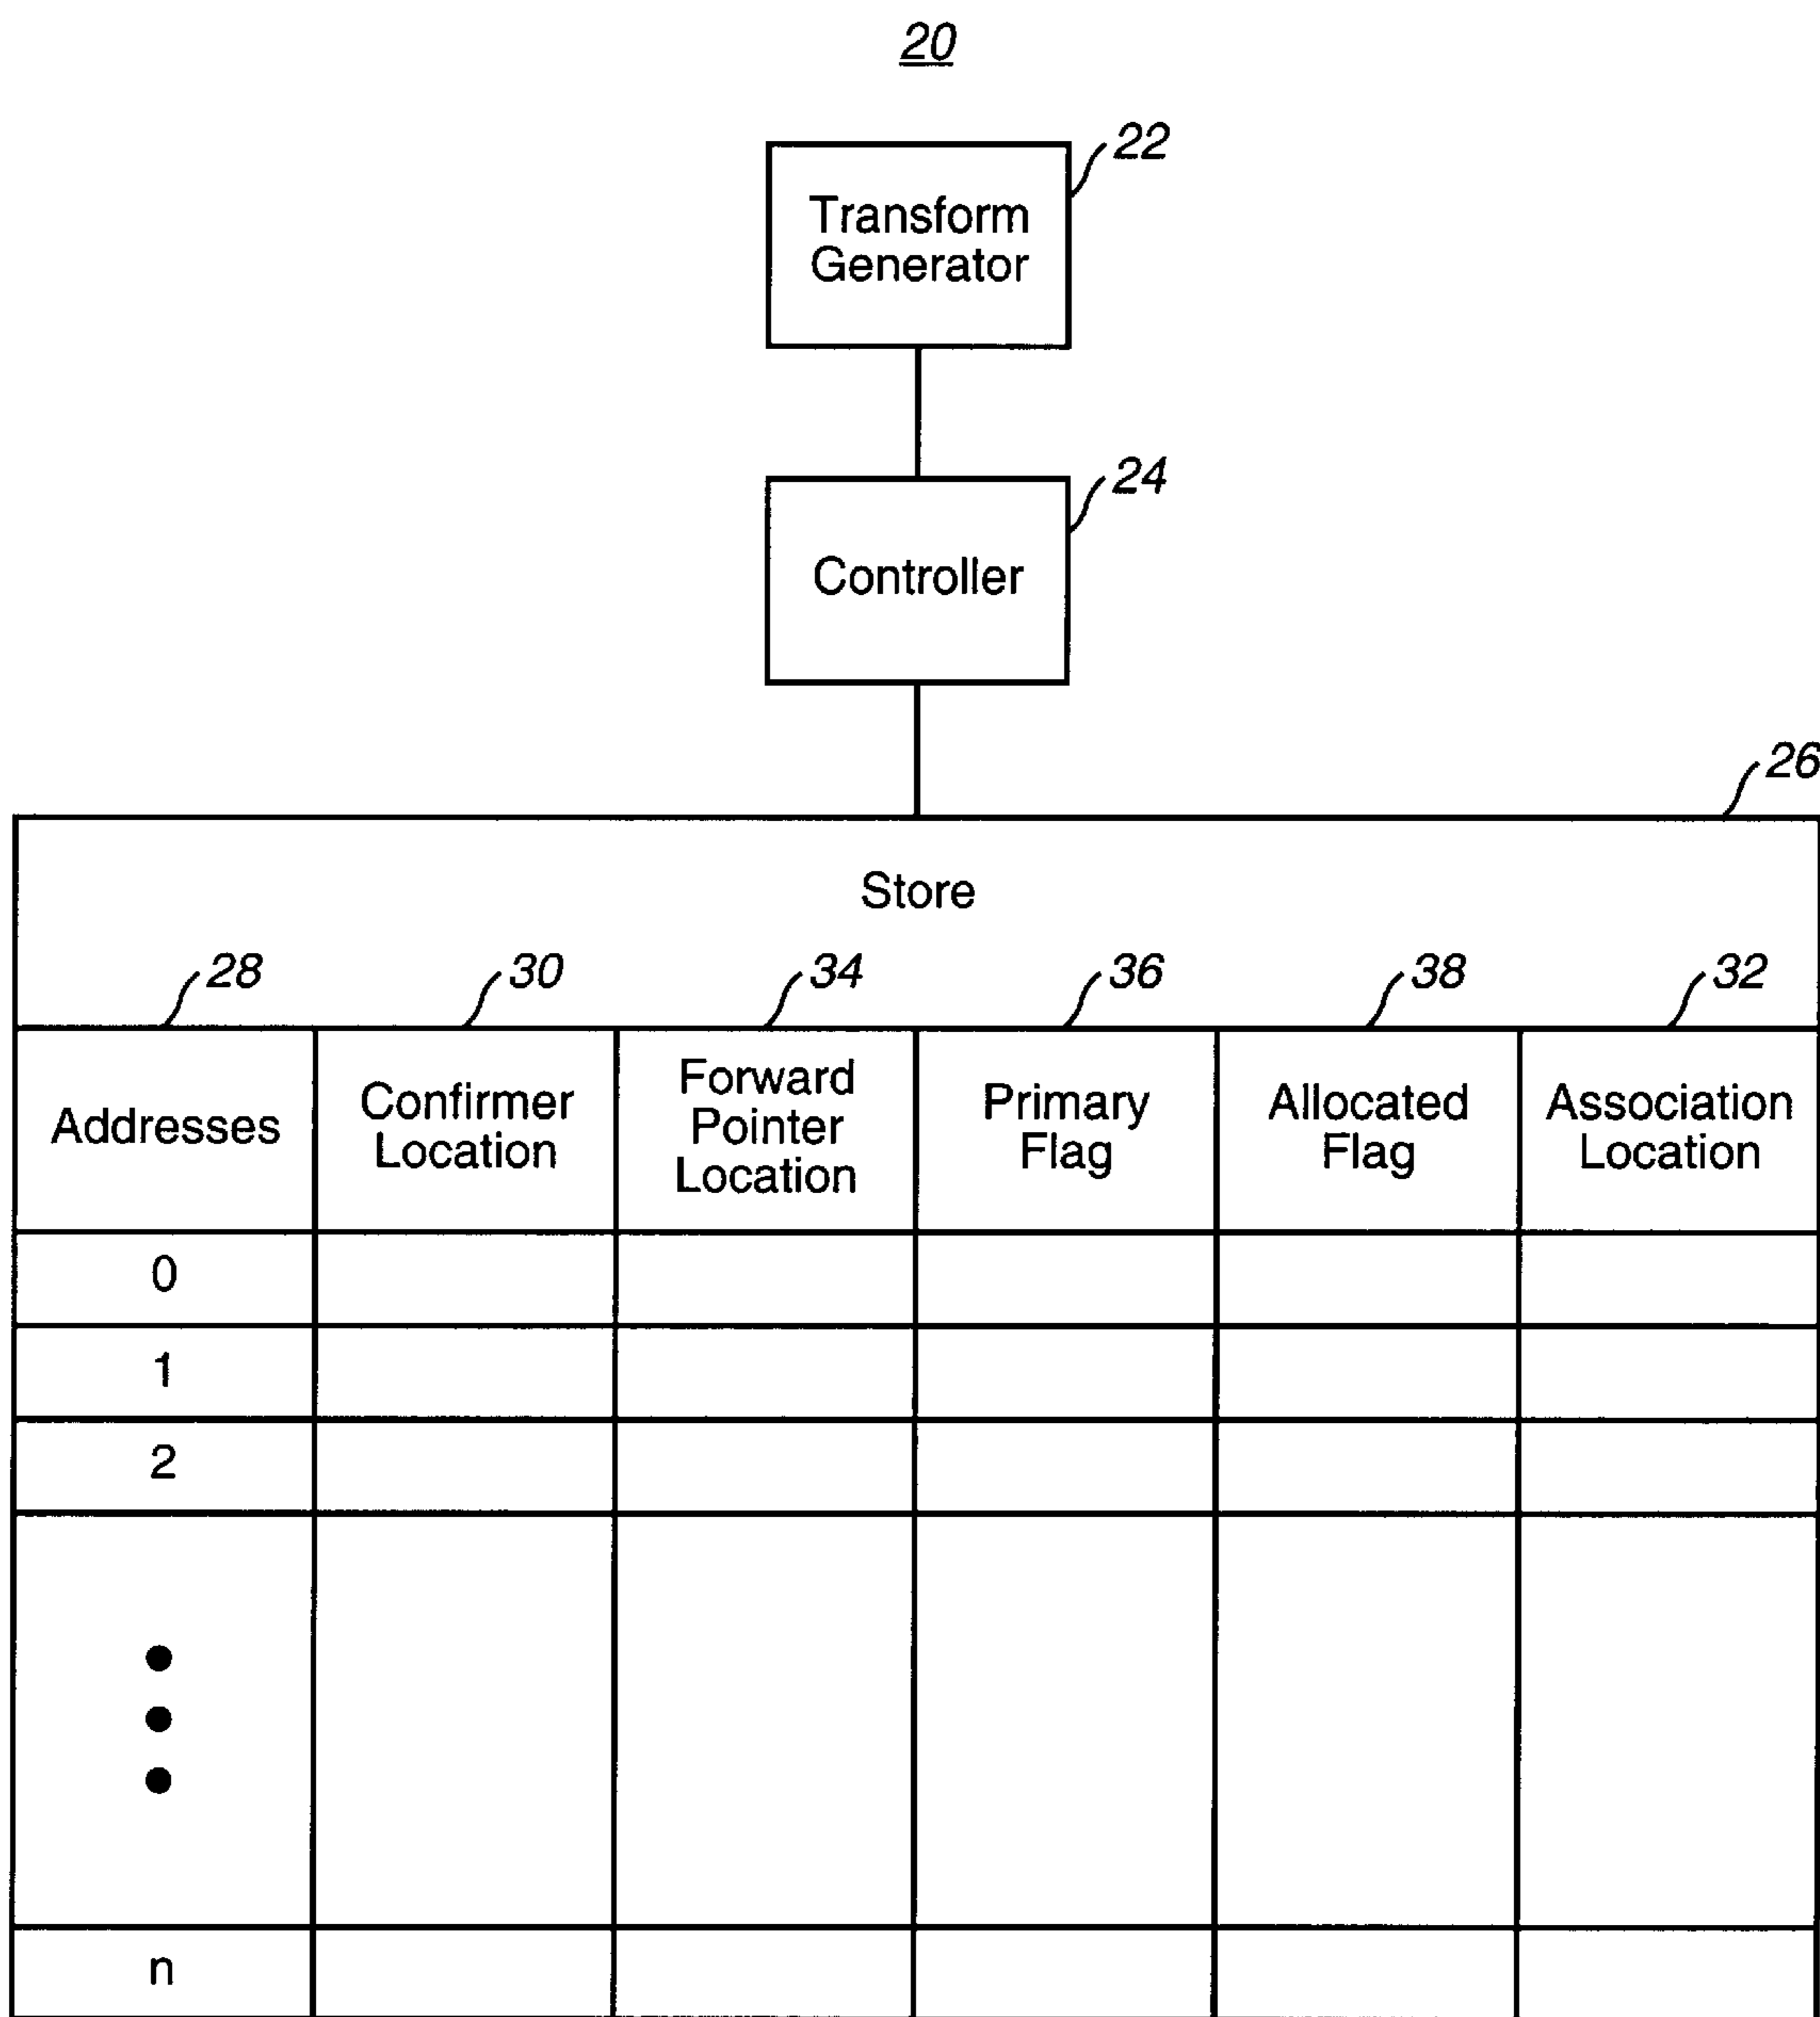 20
22
Transform
Generator
24
Controller
26
Store
28
30
34
36
38
32
Addresses
Confirmer
Location
Forward
Pointer
Location
Primary
Flag
Allocated
Flag
Association
Location
0
1
2
n